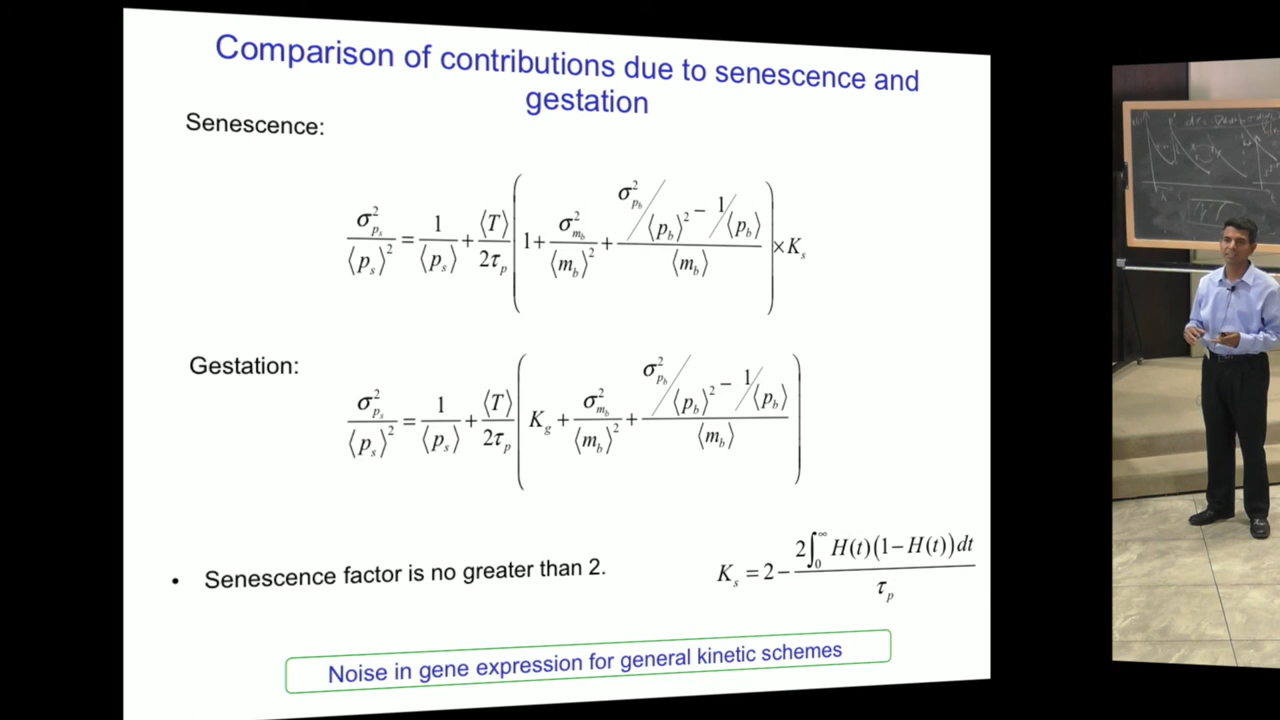 Comparison of contributions due to senescence and
gestation
Senescence:
σ²_{p_s} / ⟨p_s⟩² = 1 / ⟨p_s⟩ + ⟨T⟩ / 2τ_p ( 1 + σ²_{m_b} / ⟨m_b⟩² + ( σ²_{p_b} / ⟨p_b⟩² − 1 / ⟨p_b⟩ ) / ⟨m_b⟩ ) × K_s
Gestation:
σ²_{p_s} / ⟨p_s⟩² = 1 / ⟨p_s⟩ + ⟨T⟩ / 2τ_p ( K_g + σ²_{m_b} / ⟨m_b⟩² + ( σ²_{p_b} / ⟨p_b⟩² − 1 / ⟨p_b⟩ ) / ⟨m_b⟩ )
• Senescence factor is no greater than 2.
K_s = 2 − 2∫₀^∞ H(t)(1−H(t))dt / τ_p
Noise in gene expression for general kinetic schemes